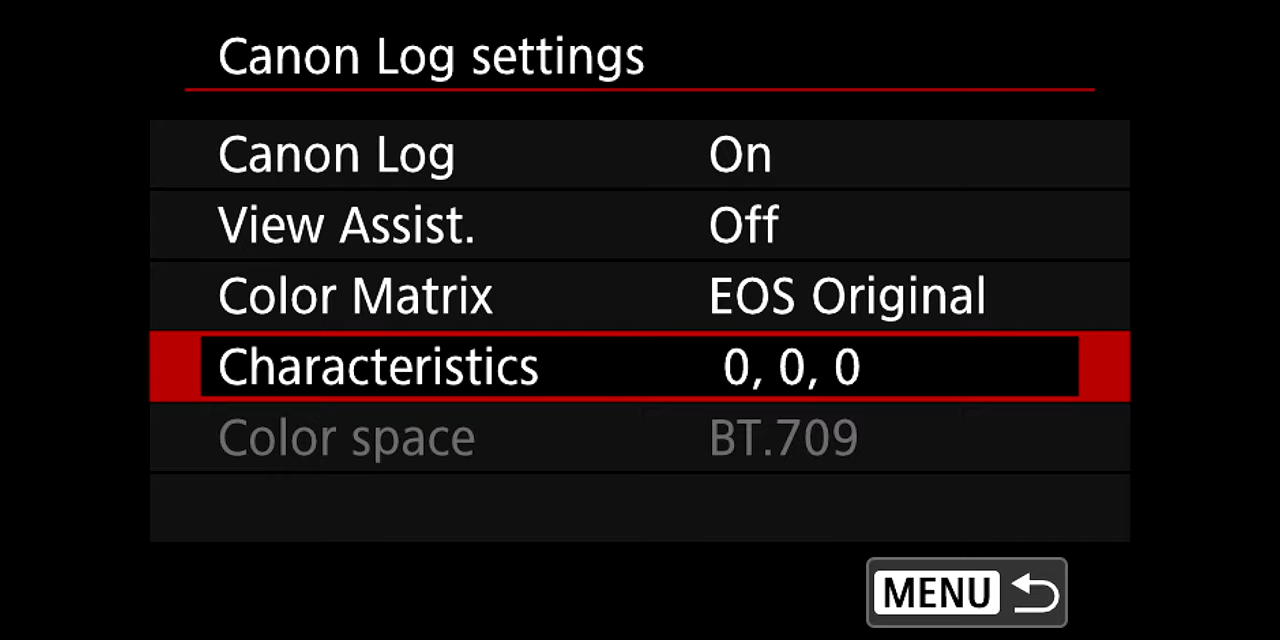 Canon Log settings
Canon Log On
View Assist. Off
Color Matrix EOS Original
Characteristics 0, 0, 0
Color space BT.709
MENU